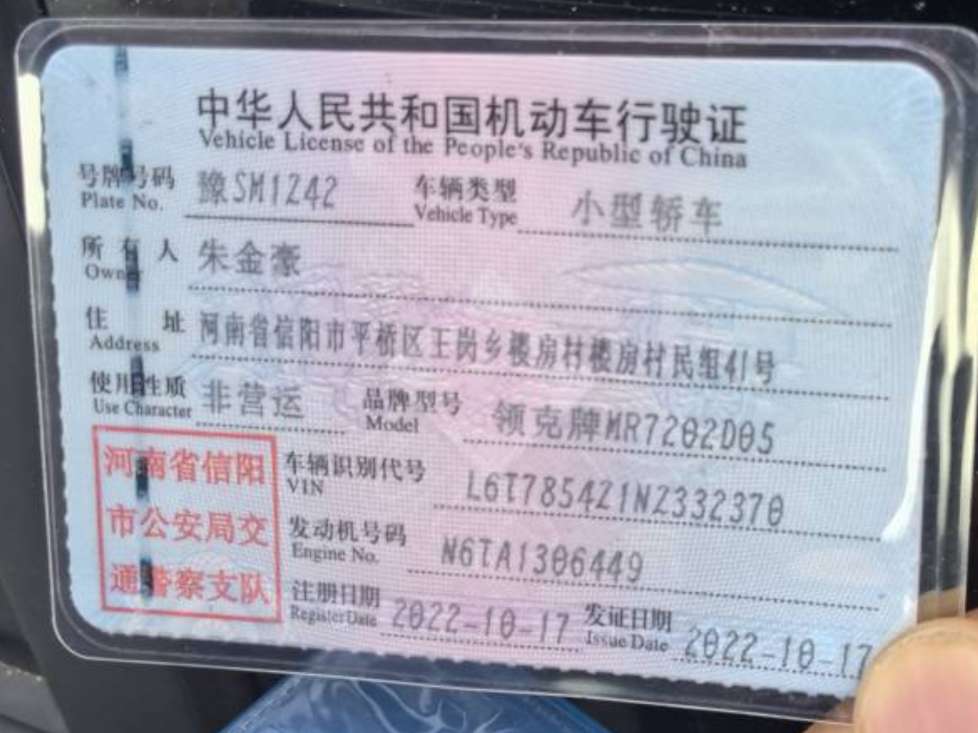 中华人民共和国机动车行驶证
Vehicle License of the People's Republic of China
号牌号码 豫SM1242 车辆类型 小型轿车
Plate No. Vehicle Type
所有人 朱金豪
Owner
住址 河南省信阳市平桥区王岗乡楼房村楼房村民组41号
Address
使用性质 非营运 品牌型号 领克牌MR7202D05
Use Character Model
河南省信阳
市公安局交
通警察支队
车辆识别代号 L6T7854Z1NZ332370
VIN
发动机号码 N6TA1306449
Engine No.
注册日期 2022-10-17 发证日期 2022-10-17
Register Date Issue Date